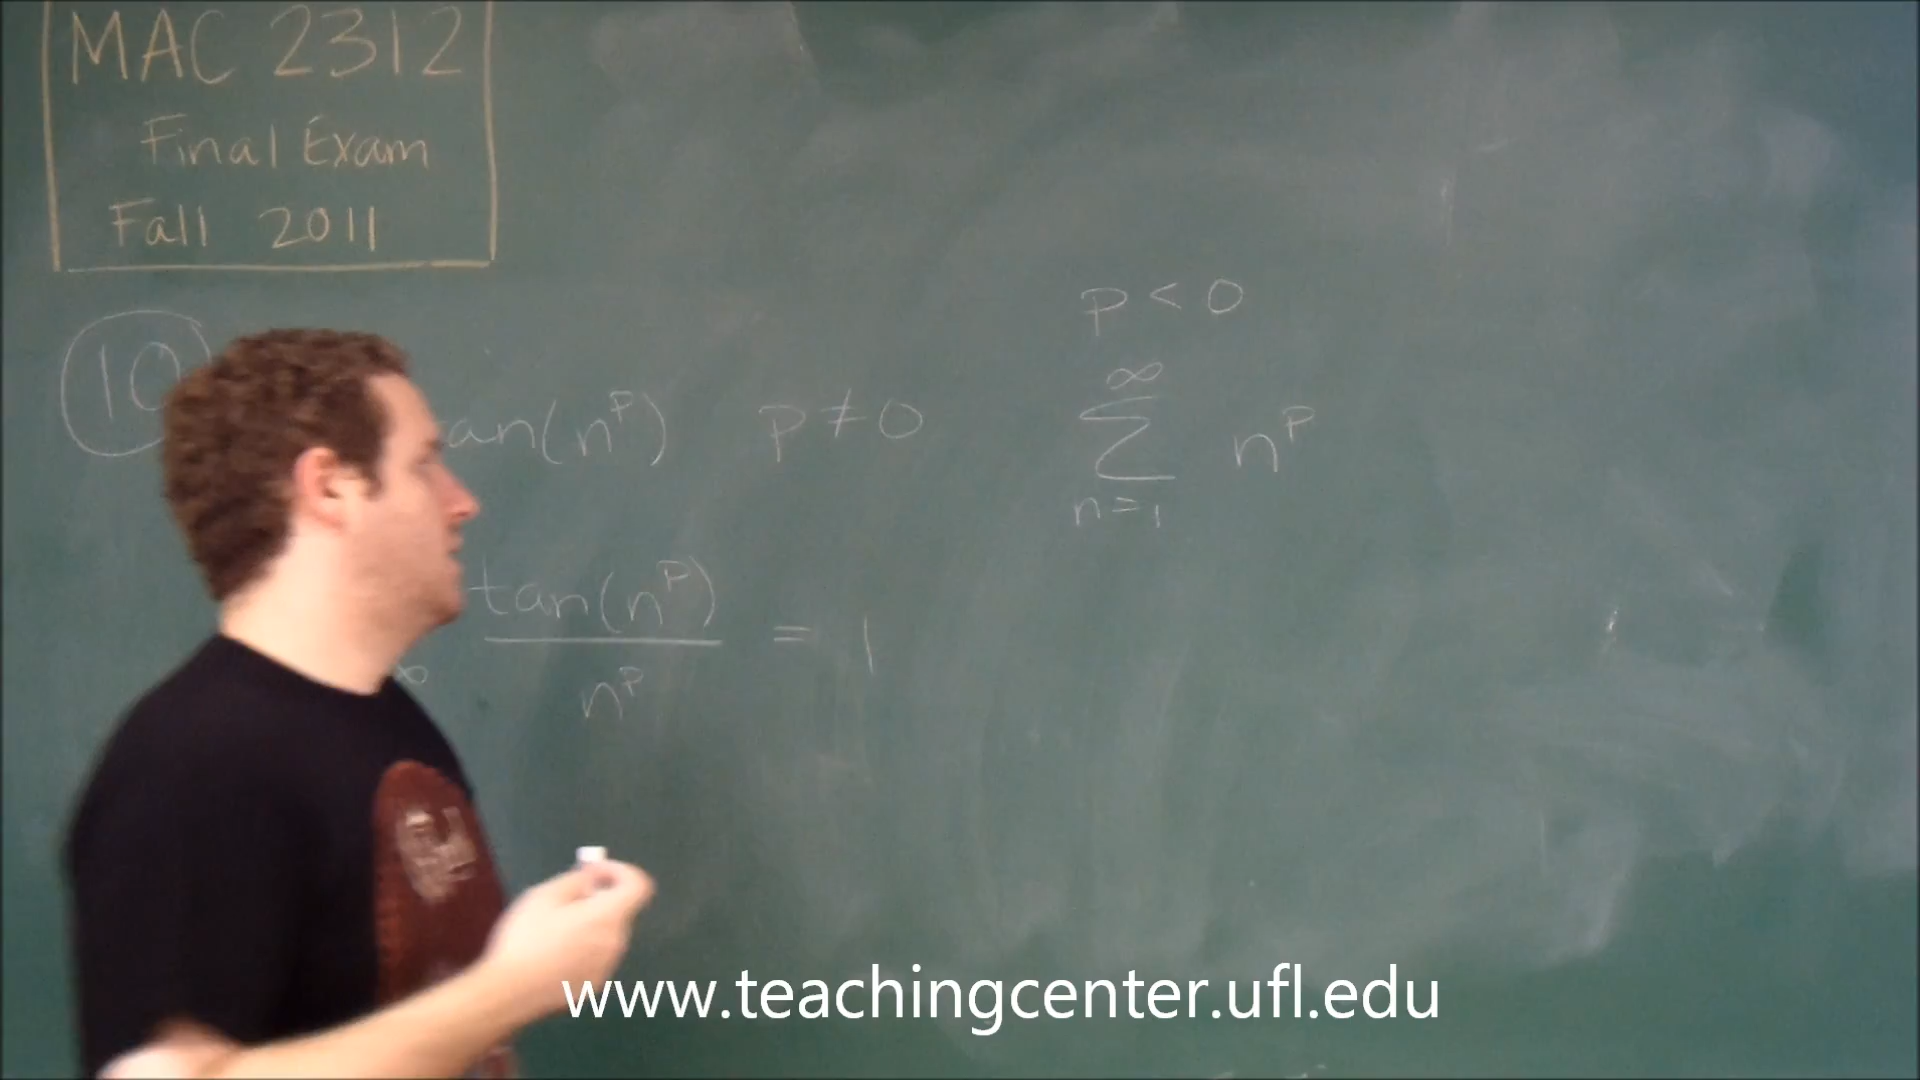 MAC 2312
Final Exam
Fall 2011
10
an(n^p) p ≠ 0
tan(n^p)
= 1
∞
n^p
p < 0
∞
Σ n^p
n=1
www.teachingcenter.ufl.edu